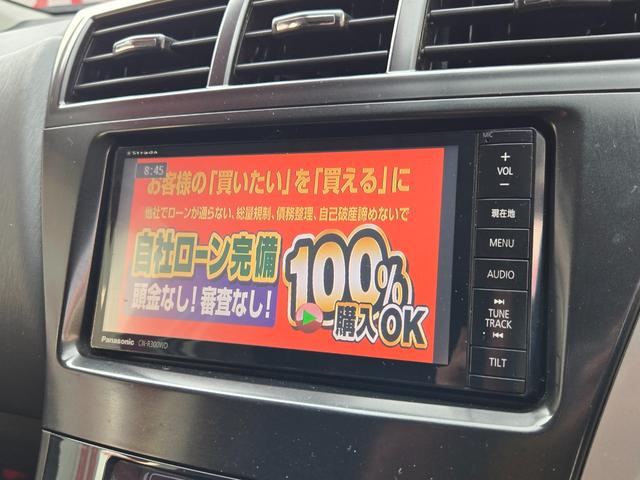 Strada
MIC
8:45
お客様の「買いたい」を「買える」に
他社でローンが通らない、総量規制、債務整理、自己破産諦めないで
自社ローン完備
頭金なし！審査なし！
100%
購入OK
Panasonic CN-R300WD
+
VOL
−
現在地
MENU
AUDIO
TUNE
TRACK
TILT